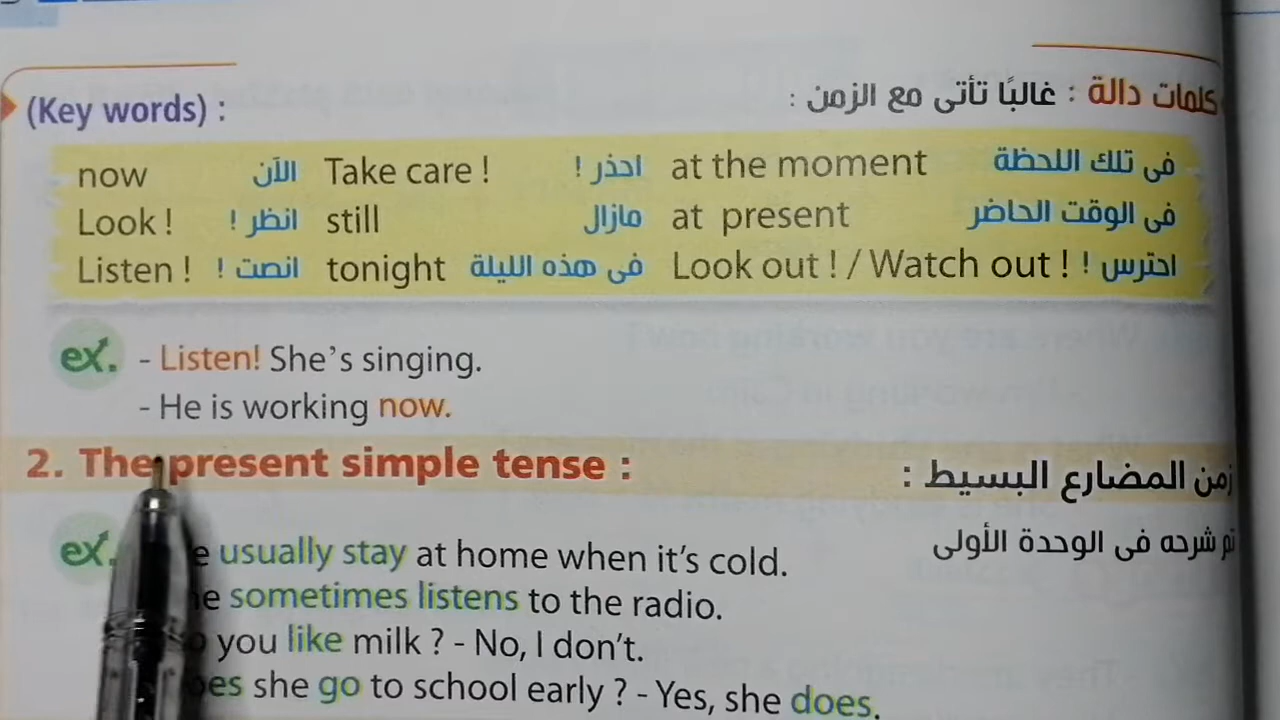 (Key words) : كلمات دالة : غالبًا تأتى مع الزمن :
now الآن Take care ! احذر ! at the moment فى تلك اللحظة
Look ! انظر ! still مازال at present فى الوقت الحاضر
Listen ! انصت ! tonight فى هذه الليلة Look out ! / Watch out ! احترس !
ex. - Listen! She's singing.
- He is working now.
2. The present simple tense : زمن المضارع البسيط :
ex. usually stay at home when it's cold. تم شرحه فى الوحدة الأولى
sometimes listens to the radio.
you like milk ? - No, I don't.
she go to school early ? - Yes, she does.